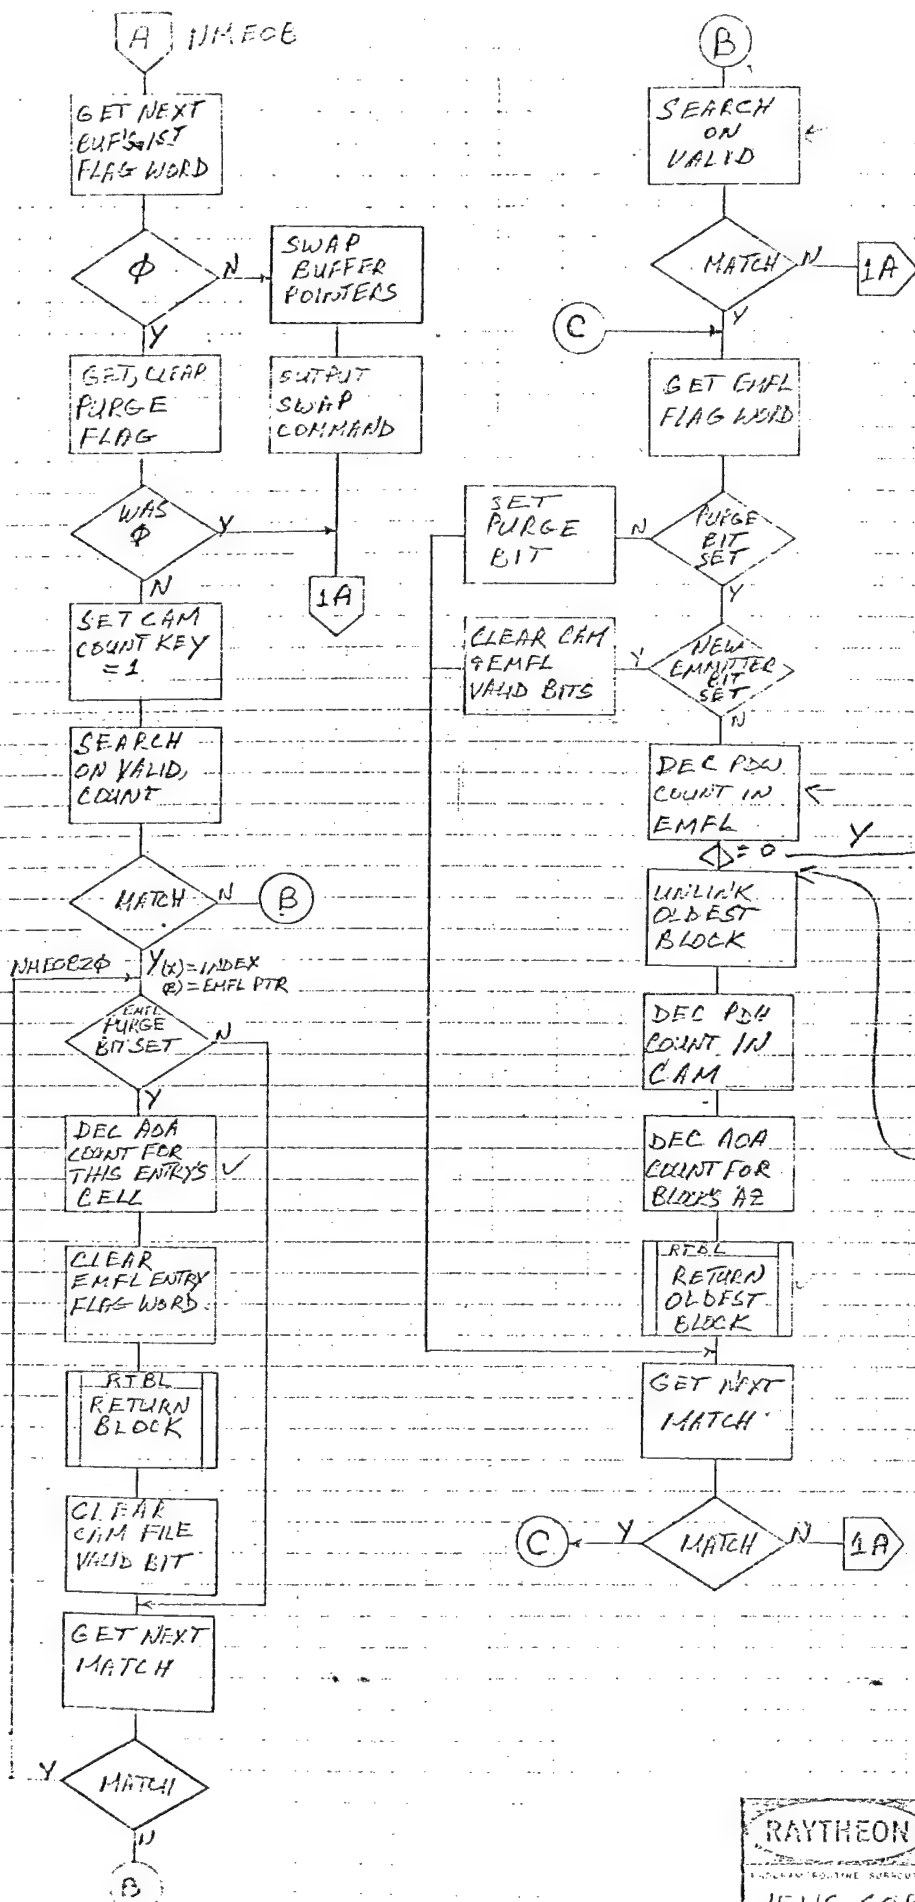 A NMEOB
GET NEXT
BUF'S 1ST
FLAG WORD
φ
N
SWAP
BUFFER
POINTERS
Y
GET, CLEAR
PURGE
FLAG
OUTPUT
SWAP
COMMAND
WAS
φ
Y
N
1A
SET CAM
COUNT KEY
= 1
SEARCH
ON VALID,
COUNT
MATCH
N
B
NMEOB2φ
Y (X)=INDEX
(B)=EMFL PTR
EMFL
PURGE
BIT SET
N
Y
DEC AOA
COUNT FOR
THIS ENTRY'S
CELL
✓
CLEAR
EMFL ENTRY
FLAG WORD
RTBL
RETURN
BLOCK
CLEAR
CAM FILE
VALID BIT
GET NEXT
MATCH
Y
MATCH
N
B
B
SEARCH
ON
VALID
MATCH
N
1A
Y
C
GET EMFL
FLAG WORD
SET
PURGE
BIT
N
PURGE
BIT
SET
Y
CLEAR CAM
& EMFL
VALID BITS
Y
NEW
EMMITTER
BIT
SET
N
DEC PDW
COUNT IN
EMFL
= 0
Y
UNLINK
OLDEST
BLOCK
DEC PDW
COUNT IN
CAM
DEC AOA
COUNT FOR
BLOCK'S AZ
RTBL
RETURN
OLDEST
BLOCK
GET NEXT
MATCH
C
Y
MATCH
N
1A
RAYTHEON